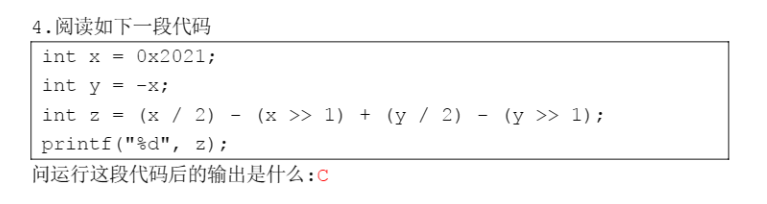 4.阅读如下一段代码
int x = 0x2021;
int y = -x;
int z = (x / 2) - (x >> 1) + (y / 2) - (y >> 1);
printf("%d", z);
问运行这段代码后的输出是什么:C